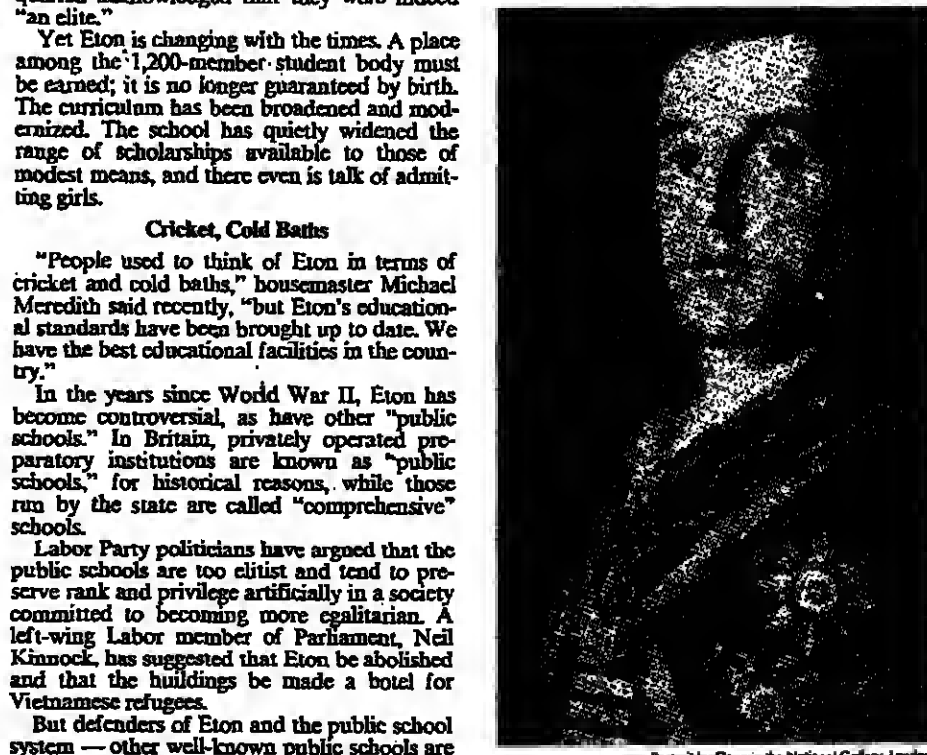 "an elite."
Yet Eton is changing with the times. A place
among the 1,200-member student body must
be earned; it is no longer guaranteed by birth.
The curriculum has been broadened and mod-
ernized. The school has quietly widened the
range of scholarships available to those of
modest means, and there even is talk of admit-
ting girls.
Cricket, Cold Baths
"People used to think of Eton in terms of
cricket and cold baths," housemaster Michael
Meredith said recently, "but Eton's education-
al standards have been brought up to date. We
have the best educational facilities in the coun-
try."
In the years since World War II, Eton has
become controversial, as have other "public
schools." In Britain, privately operated pre-
paratory institutions are known as "public
schools," for historical reasons, while those
run by the state are called "comprehensive"
schools.
Labor Party politicians have argued that the
public schools are too elitist and tend to pre-
serve rank and privilege artificially in a society
committed to becoming more egalitarian. A
left-wing Labor member of Parliament, Neil
Kinnock, has suggested that Eton be abolished
and that the buildings be made a hotel for
Vietnamese refugees.
But defenders of Eton and the public school
system — other well-known public schools are